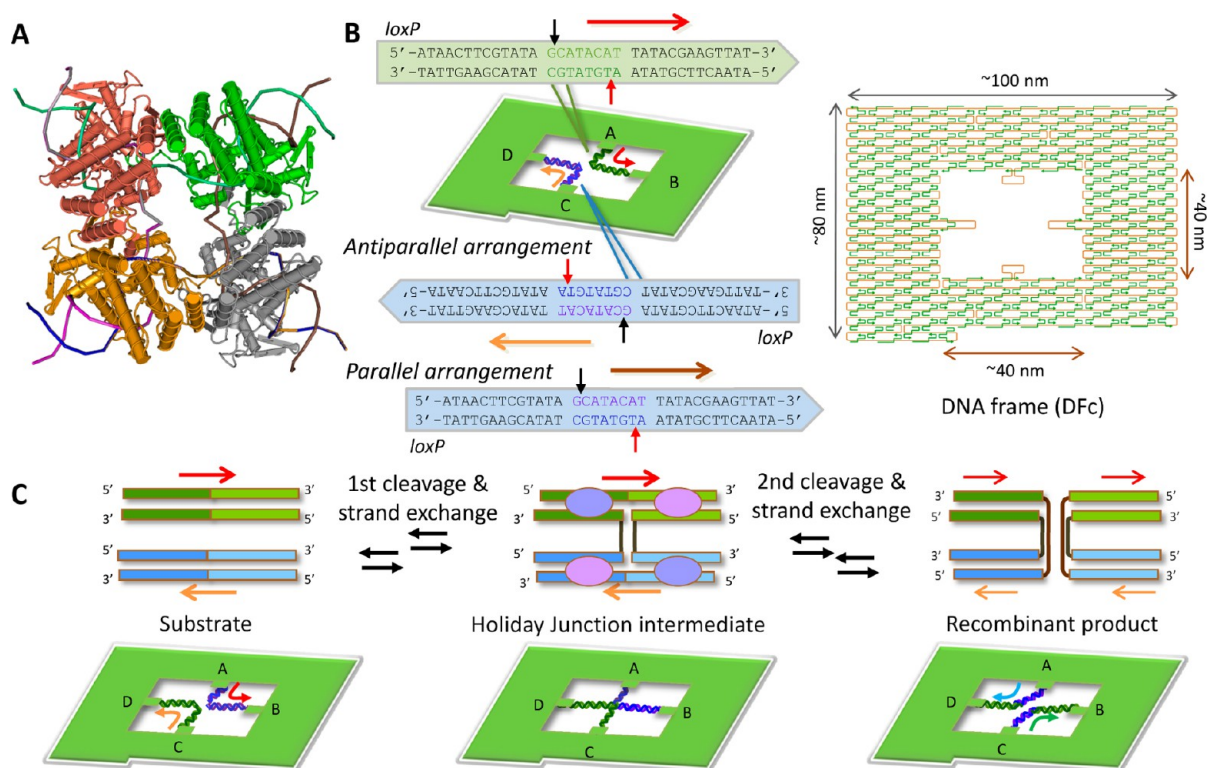 A
B
loxP
5’-ATAACTTCGTATA GCATACAT TATACGAAGTTAT-3’
3’-TATTGAAGCATAT CGTATGTA ATATGCTTCAATA-5’
A
D
B
C
Antiparallel arrangement
3’-TATTGAAGCATAT CGTATGTA ATATGCTTCAATA-5’
5’-ATAACTTCGTATA GCATACAT TATACGAAGTTAT-3’
loxP
Parallel arrangement
5’-ATAACTTCGTATA GCATACAT TATACGAAGTTAT-3’
3’-TATTGAAGCATAT CGTATGTA ATATGCTTCAATA-5’
loxP
~100 nm
~80 nm
~40 nm
~40 nm
DNA frame (DFc)
C
5’ 3’
3’ 5’
5’ 3’
3’ 5’
Substrate
1st cleavage &
strand exchange
5’ 3’
3’ 5’
5’ 3’
3’ 5’
Holiday Junction intermediate
2nd cleavage &
strand exchange
3’ 3’
5’ 5’
3’ 3’
5’ 5’
Recombinant product
A
D
B
C
A
D
B
C
A
D
B
C